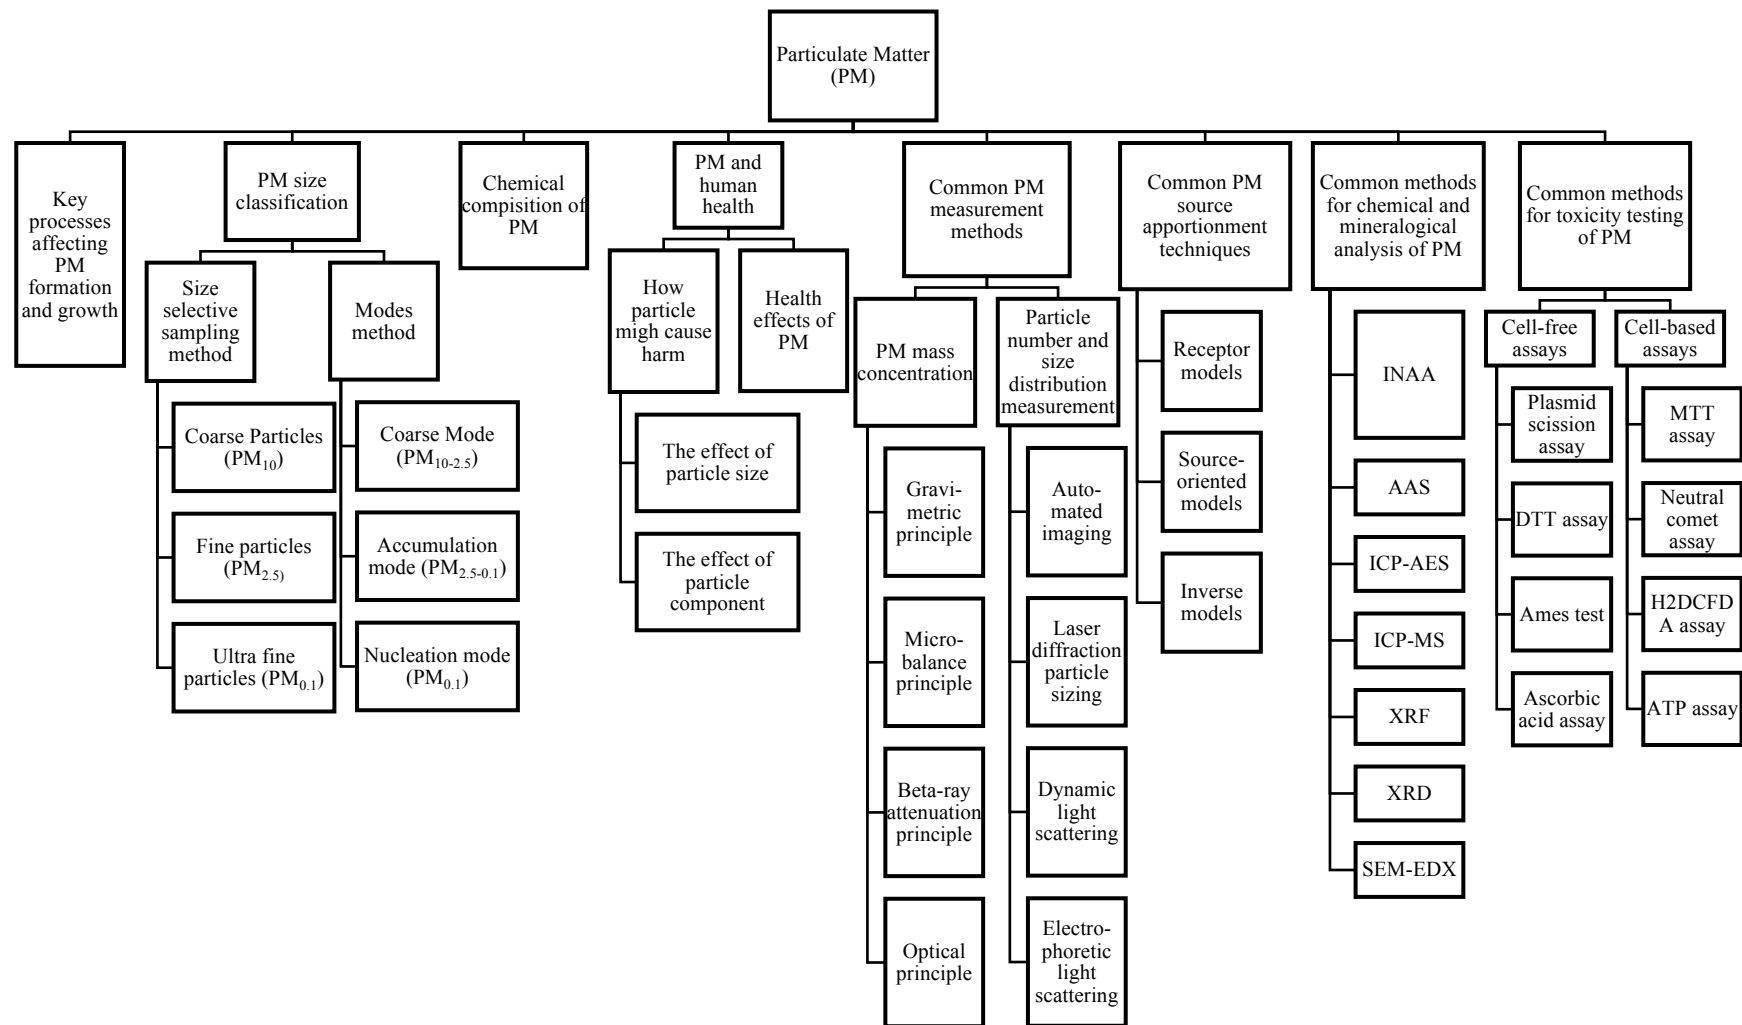 Particulate Matter
(PM)
Key
processes
affecting
PM
formation
and growth
PM size
classification
Size
selective
sampling
method
Coarse Particles
(PM10)
Fine particles
(PM2.5)
Ultra fine
particles (PM0.1)
Modes
method
Coarse Mode
(PM10-2.5)
Accumulation
mode (PM2.5-0.1)
Nucleation mode
(PM0.1)
Chemical
compisition of
PM
PM and
human
health
How
particle
migh cause
harm
The effect of
particle size
The effect of
particle
component
Health
effects of
PM
Common PM
measurement
methods
PM mass
concentration
Gravi-
metric
principle
Micro-
balance
principle
Beta-ray
attenuation
principle
Optical
principle
Particle
number and
size
distribution
measurement
Auto-
mated
imaging
Laser
diffraction
particle
sizing
Dynamic
light
scattering
Electro-
phoretic
light
scattering
Common PM
source
apportionment
techniques
Receptor
models
Source-
oriented
models
Inverse
models
Common methods
for chemical and
mineralogical
analysis of PM
INAA
AAS
ICP-AES
ICP-MS
XRF
XRD
SEM-EDX
Common methods
for toxicity testing
of PM
Cell-free
assays
Plasmid
scission
assay
DTT assay
Ames test
Ascorbic
acid assay
Cell-based
assays
MTT
assay
Neutral
comet
assay
H2DCFD
A assay
ATP assay